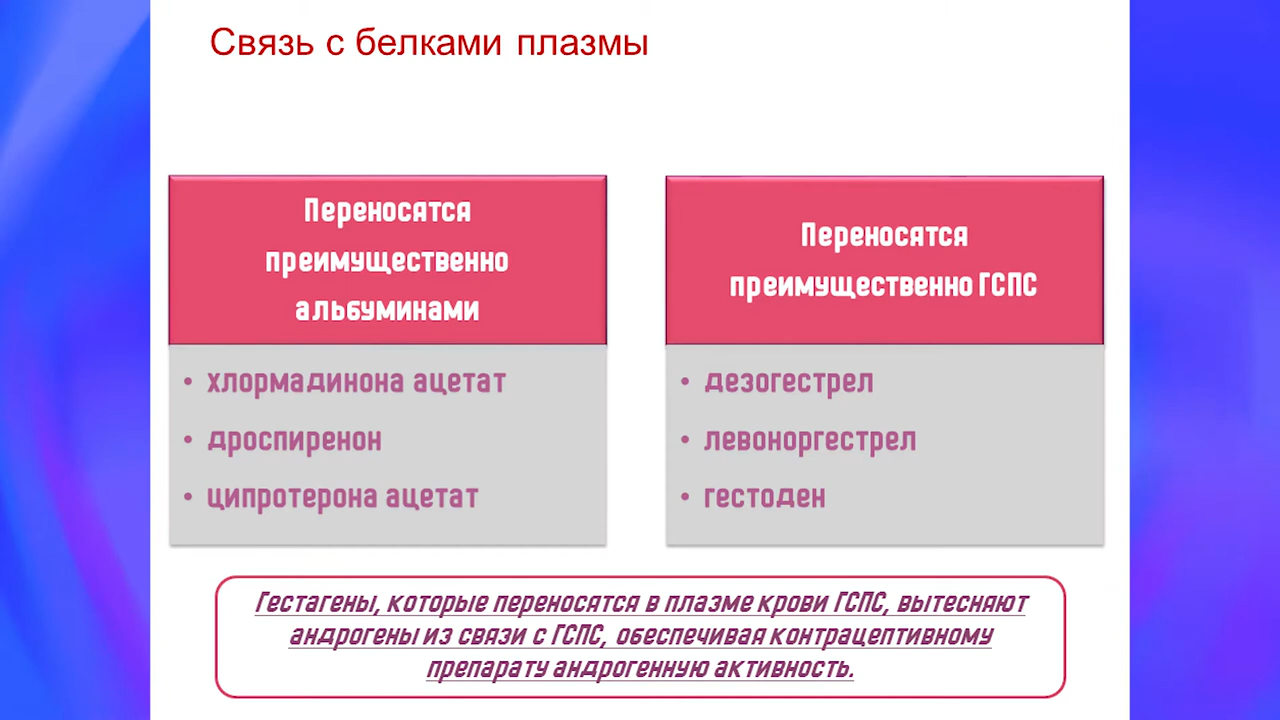 Связь с белками плазмы
Переносятся
преимущественно
альбуминами
• хлормадинона ацетат
• дроспиренон
• ципротерона ацетат
Переносятся
преимущественно ГСПС
• дезогестрел
• левоноргестрел
• гестоден
Гестагены, которые переносятся в плазме крови ГСПС, вытесняют
андрогены из связи с ГСПС, обеспечивая контрацептивному
препарату андрогенную активность.